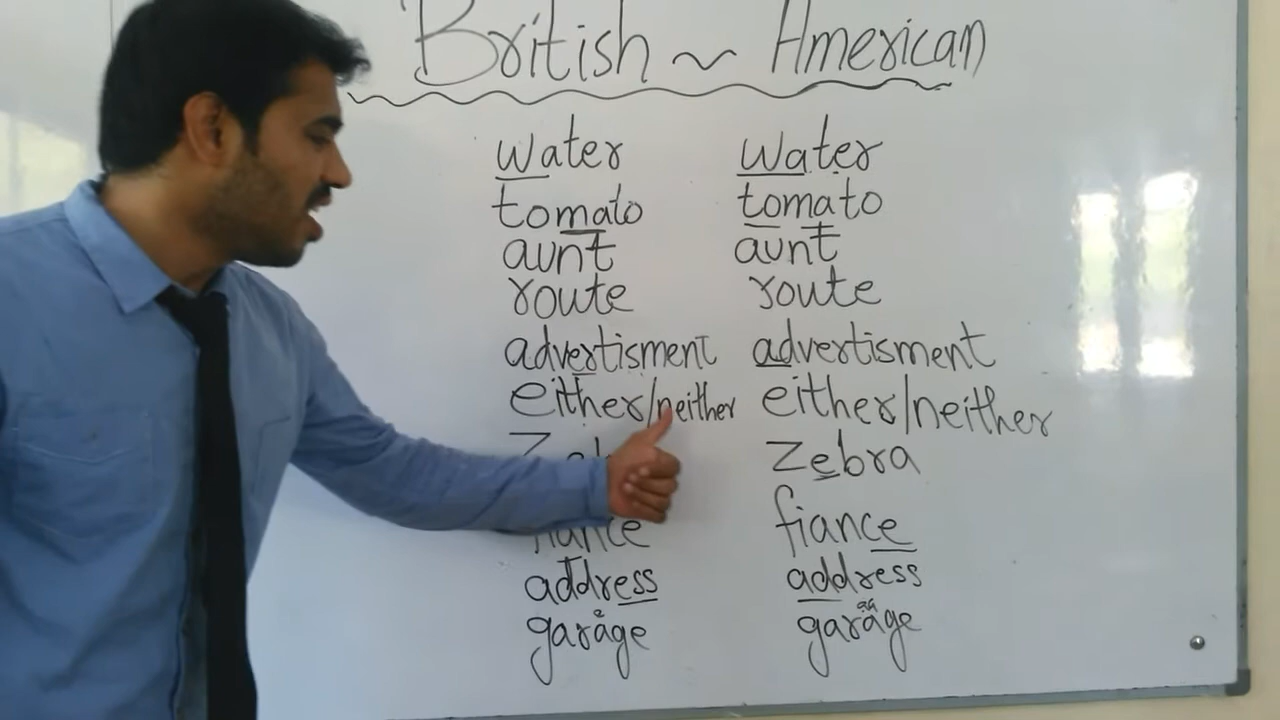 British ~ American
water water
tomato tomato
aunt aunt
route route
advertisment advertisment
either/neither either/neither
zebra
fiance
address address
e aa
garage garage